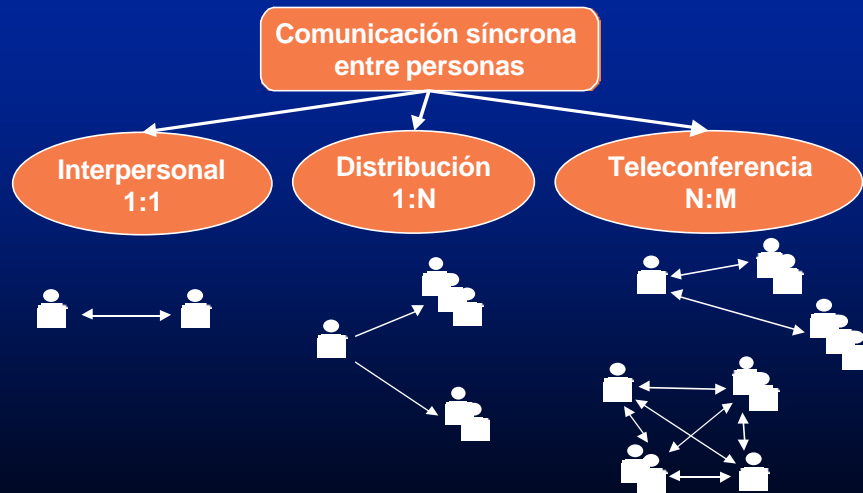 Comunicación síncrona
entre personas
Interpersonal
1:1
Distribución
1:N
Teleconferencia
N:M